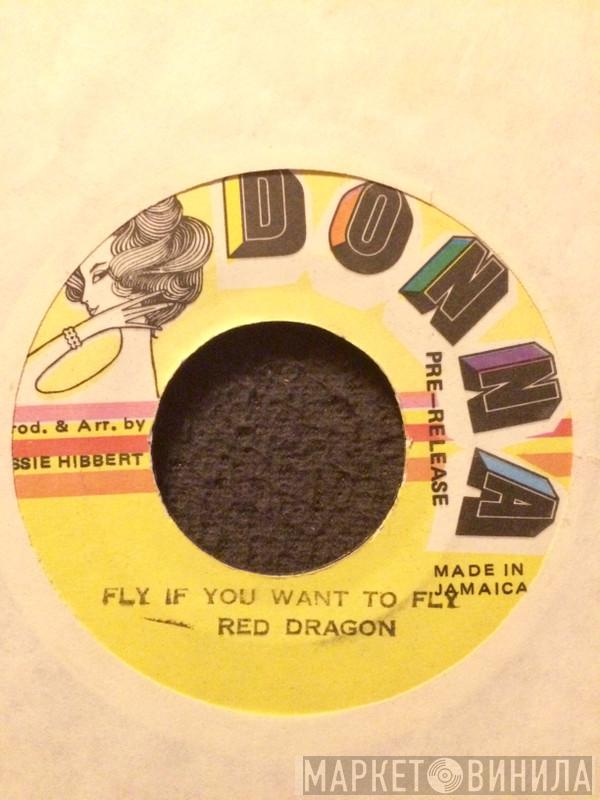 DONNA
PRE-RELEASE
rod. & Arr. by
SSIE HIBBERT
MADE IN
JAMAICA
FLY IF YOU WANT TO FLY
RED DRAGON
МАРКЕТ ВИНИЛА